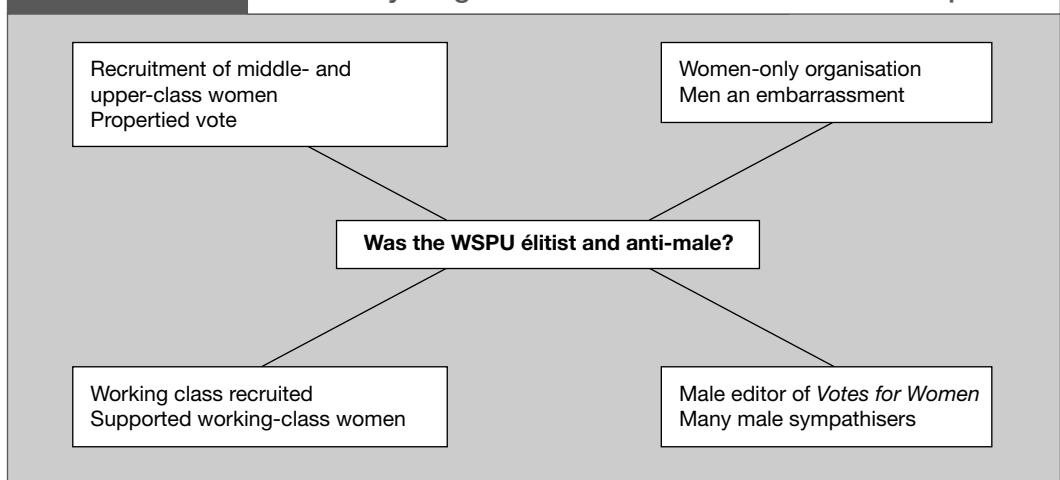 Recruitment of middle- and
upper-class women
Propertied vote
Women-only organisation
Men an embarrassment
Was the WSPU élitist and anti-male?
Working class recruited
Supported working-class women
Male editor of Votes for Women
Many male sympathisers